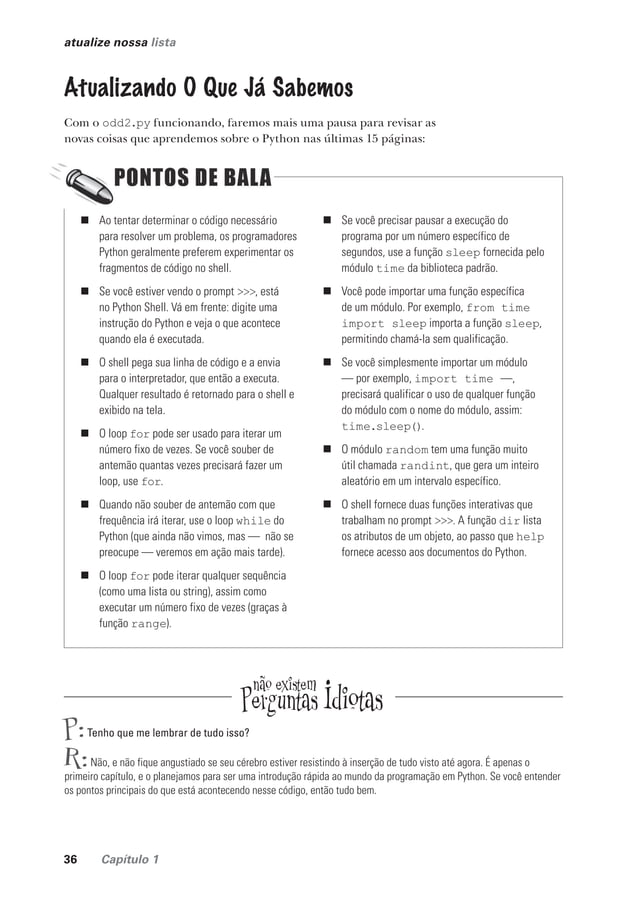 atualize nossa lista
Atualizando O Que Já Sabemos
Com o odd2.py funcionando, faremos mais uma pausa para revisar as
novas coisas que aprendemos sobre o Python nas últimas 15 páginas:
PONTOS DE BALA
■ Ao tentar determinar o código necessário
para resolver um problema, os programadores
Python geralmente preferem experimentar os
fragmentos de código no shell.
■ Se você estiver vendo o prompt >>>, está
no Python Shell. Vá em frente: digite uma
instrução do Python e veja o que acontece
quando ela é executada.
■ O shell pega sua linha de código e a envia
para o interpretador, que então a executa.
Qualquer resultado é retornado para o shell e
exibido na tela.
■ O loop for pode ser usado para iterar um
número fixo de vezes. Se você souber de
antemão quantas vezes precisará fazer um
loop, use for.
■ Quando não souber de antemão com que
frequência irá iterar, use o loop while do
Python (que ainda não vimos, mas — não se
preocupe — veremos em ação mais tarde).
■ O loop for pode iterar qualquer sequência
(como uma lista ou string), assim como
executar um número fixo de vezes (graças à
função range).
■ Se você precisar pausar a execução do
programa por um número específico de
segundos, use a função sleep fornecida pelo
módulo time da biblioteca padrão.
■ Você pode importar uma função específica
de um módulo. Por exemplo, from time
import sleep importa a função sleep,
permitindo chamá-la sem qualificação.
■ Se você simplesmente importar um módulo
— por exemplo, import time —,
precisará qualificar o uso de qualquer função
do módulo com o nome do módulo, assim:
time.sleep().
■ O módulo random tem uma função muito
útil chamada randint, que gera um inteiro
aleatório em um intervalo específico.
■ O shell fornece duas funções interativas que
trabalham no prompt >>>. A função dir lista
os atributos de um objeto, ao passo que help
fornece acesso aos documentos do Python.
não existem
Perguntas Idiotas
P: Tenho que me lembrar de tudo isso?
R: Não, e não fique angustiado se seu cérebro estiver resistindo à inserção de tudo visto até agora. É apenas o
primeiro capítulo, e o planejamos para ser uma introdução rápida ao mundo da programação em Python. Se você entender
os pontos principais do que está acontecendo nesse código, então tudo bem.
36 Capítulo 1